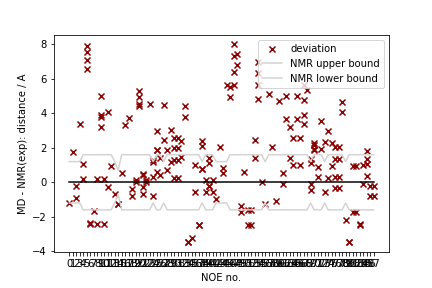 8
6
4
2
0
−2
−4
MD - NMR(exp): distance / A
deviation
NMR upper bound
NMR lower bound
NOE no.